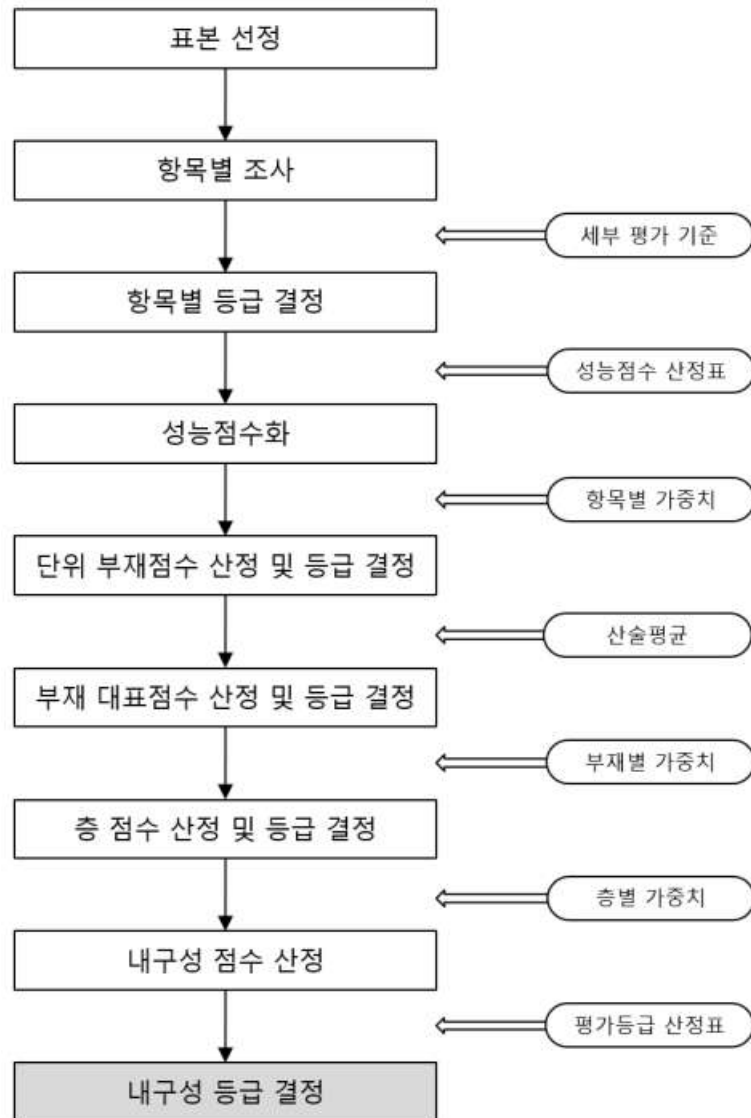 표본 선정
항목별 조사
세부 평가 기준
항목별 등급 결정
성능점수 산정표
성능점수화
항목별 가중치
단위 부재점수 산정 및 등급 결정
산술평균
부재 대표점수 산정 및 등급 결정
부재별 가중치
층 점수 산정 및 등급 결정
층별 가중치
내구성 점수 산정
평가등급 산정표
내구성 등급 결정